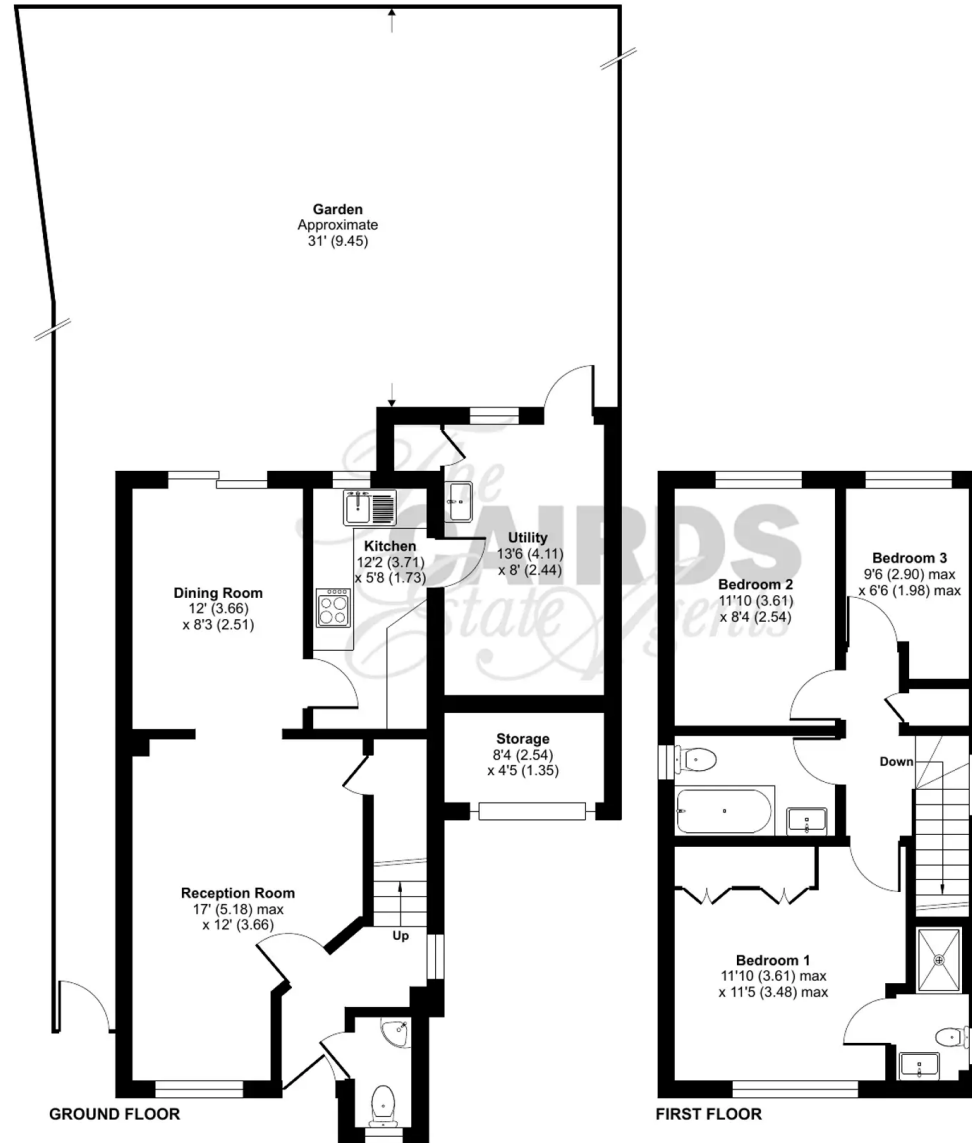 Garden
Approximate
31' (9.45)
The
CAIRDS
Estate Agents
Utility
13'6 (4.11)
x 8' (2.44)
Kitchen
12'2 (3.71)
x 5'8 (1.73)
Dining Room
12' (3.66)
x 8'3 (2.51)
Storage
8'4 (2.54)
x 4'5 (1.35)
Reception Room
17' (5.18) max
x 12' (3.66)
Up
GROUND FLOOR
Bedroom 2
11'10 (3.61)
x 8'4 (2.54)
Bedroom 3
9'6 (2.90) max
x 6'6 (1.98) max
Down
Bedroom 1
11'10 (3.61) max
x 11'5 (3.48) max
FIRST FLOOR